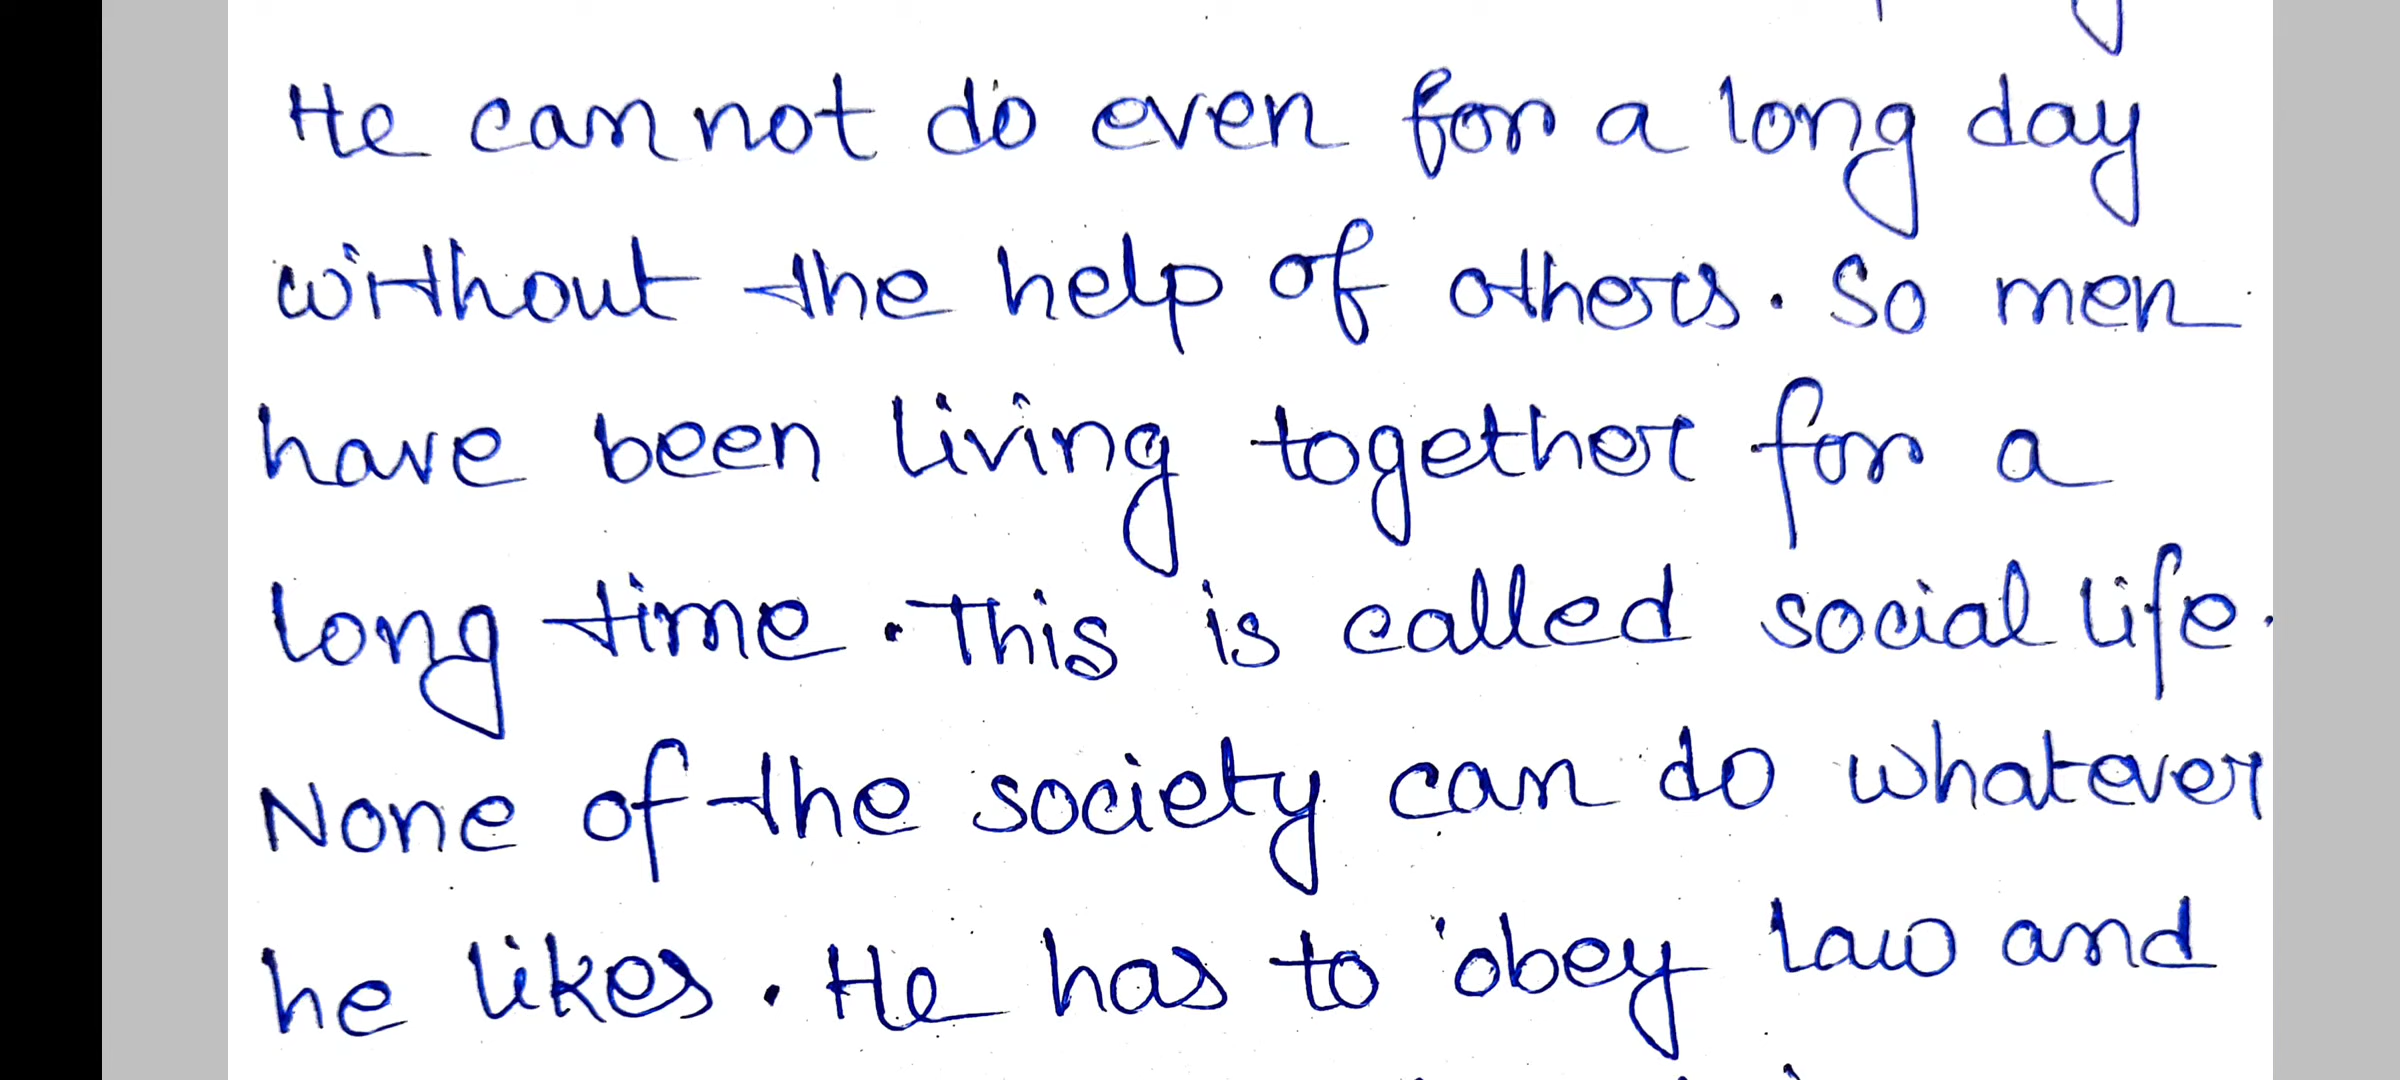 He cannot do even for a long day
without the help of others. So men
have been living together for a
long time. This is called social life.
None of the society can do whatever
he likes. He has to obey law and